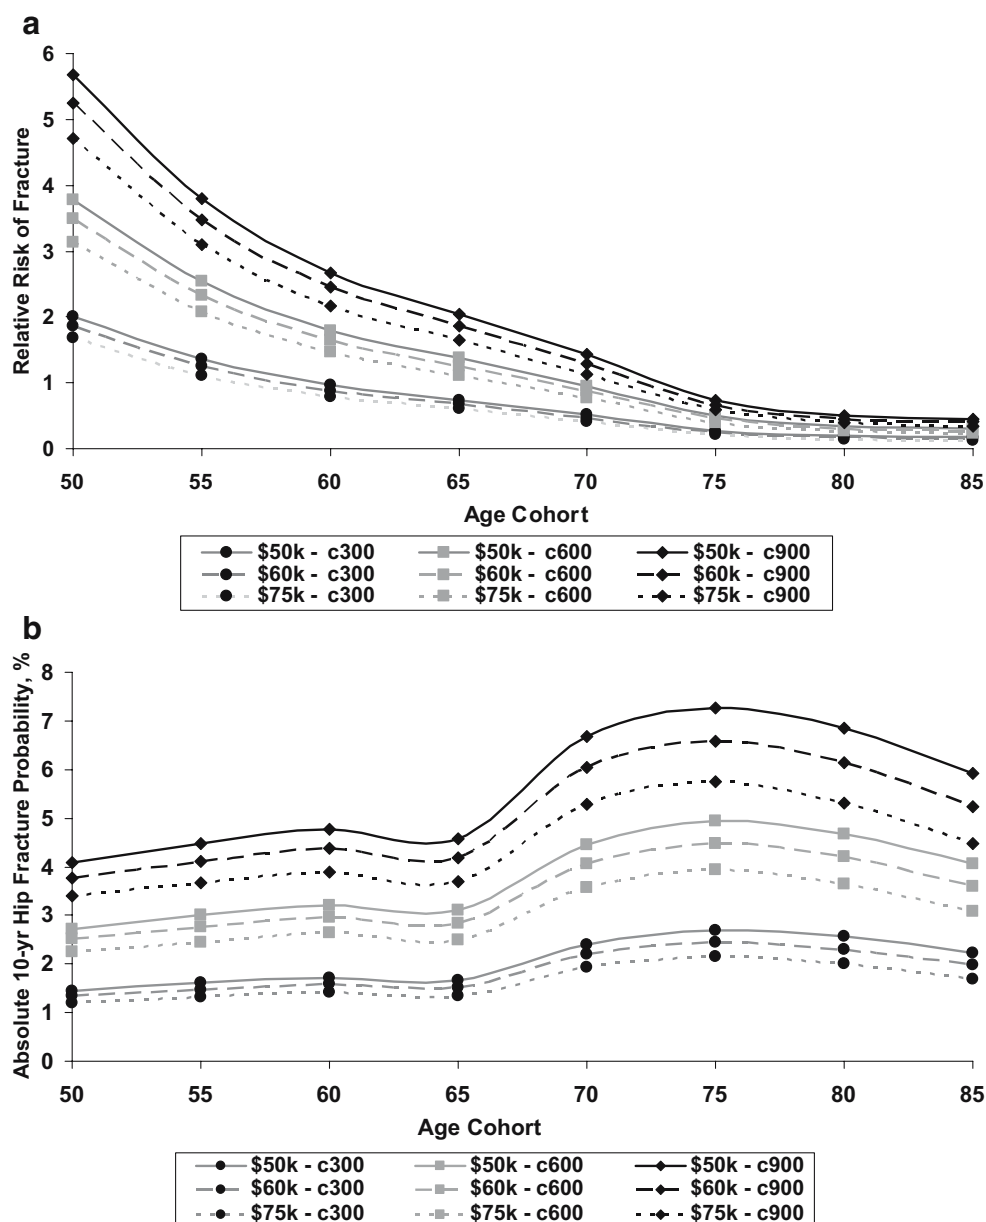 a
Relative Risk of Fracture
6
5
4
3
2
1
0
50 55 60 65 70 75 80 85
Age Cohort
$50k - c300 $50k - c600 $50k - c900
$60k - c300 $60k - c600 $60k - c900
$75k - c300 $75k - c600 $75k - c900
b
Absolute 10-yr Hip Fracture Probability, %
8
7
6
5
4
3
2
1
0
50 55 60 65 70 75 80 85
Age Cohort
$50k - c300 $50k - c600 $50k - c900
$60k - c300 $60k - c600 $60k - c900
$75k - c300 $75k - c600 $75k - c900